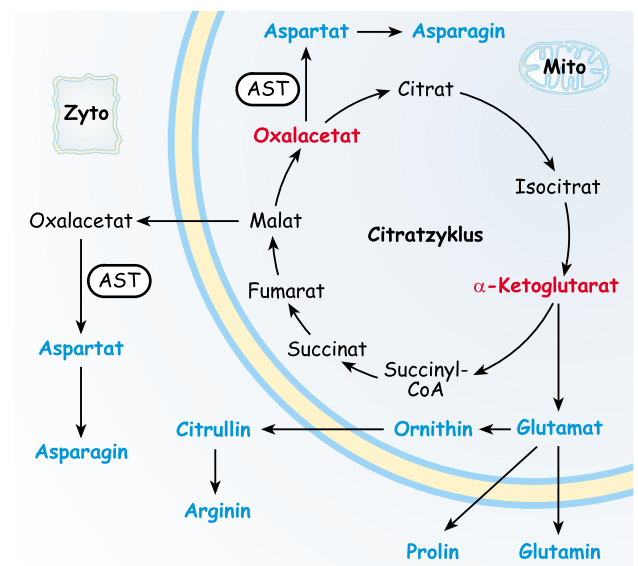 Aspartat
Asparagin
Mito
AST
Citrat
Zyto
Oxalacetat
Isocitrat
Oxalacetat
Malat
Citratzyklus
AST
Fumarat
α-Ketoglutarat
Aspartat
Succinat
Succinyl-
CoA
Citrullin
Ornithin
Glutamat
Asparagin
Arginin
Prolin
Glutamin